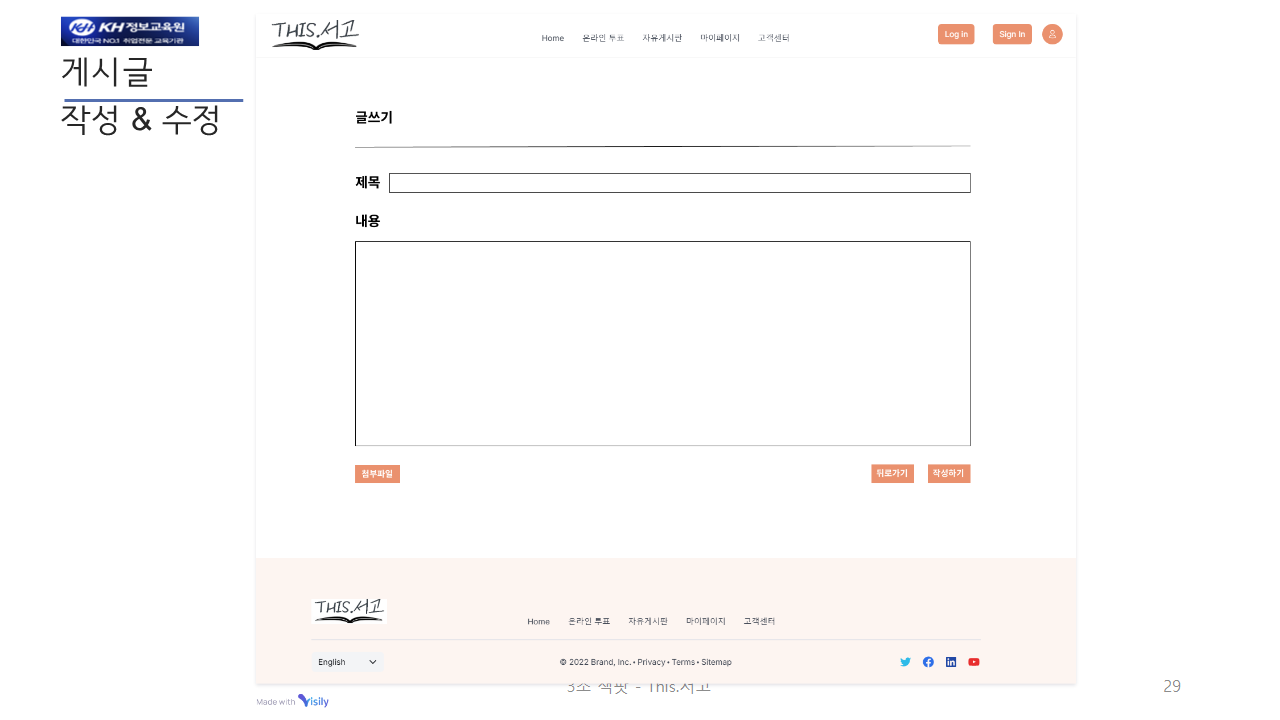 KH 정보교육원
대한민국 NO.1 취업전문 교육기관
게시글
작성 & 수정
THIS.서고
Home 온라인 투표 자유게시판 마이페이지 고객센터
Log in Sign In
글쓰기
제목
내용
첨부파일 뒤로가기 작성하기
THIS.서고
Home 온라인 투표 자유게시판 마이페이지 고객센터
English © 2022 Brand, Inc. • Privacy • Terms • Sitemap
3조 책팟 - This.서고
29
Made with Visily